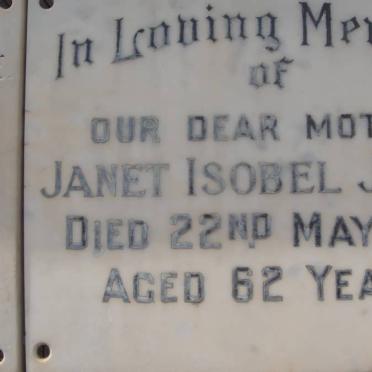 In Loving Me
of
OUR DEAR MOT
JANET ISOBEL
DIED 22ND MAY
AGED 62 YEA